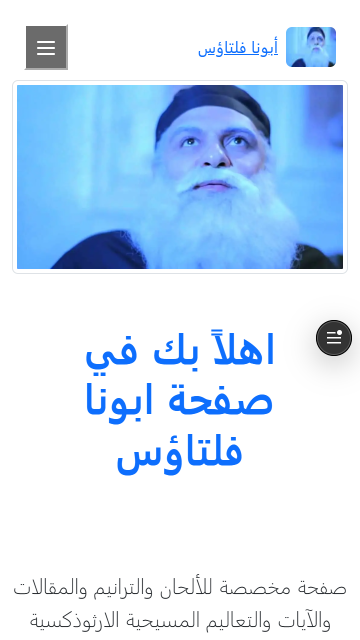 أبونا فلتاؤس
اهلاً بك في
صفحة ابونا
فلتاؤس
صفحة مخصصة للألحان والترانيم والمقالات
والآيات والتعاليم المسيحية الارثوذكسية